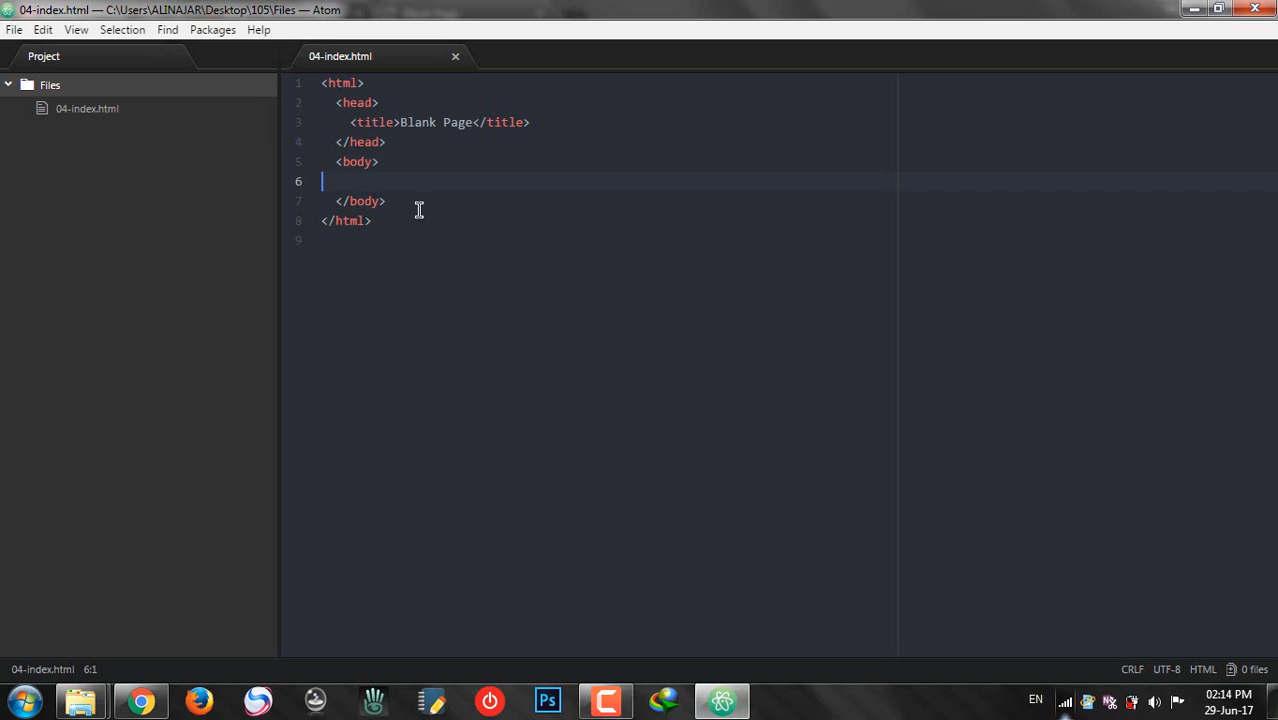 04-index.html — C:\Users\ALINAJAR\Desktop\105\Files — Atom
File Edit View Selection Find Packages Help
Project
04-index.html
Files
04-index.html
1 <html>
2 <head>
3 <title>Blank Page</title>
4 </head>
5 <body>
6
7 </body>
8 </html>
9
04-index.html 6:1
CRLF UTF-8 HTML 0 files
Ps
EN
02:14 PM
29-Jun-17